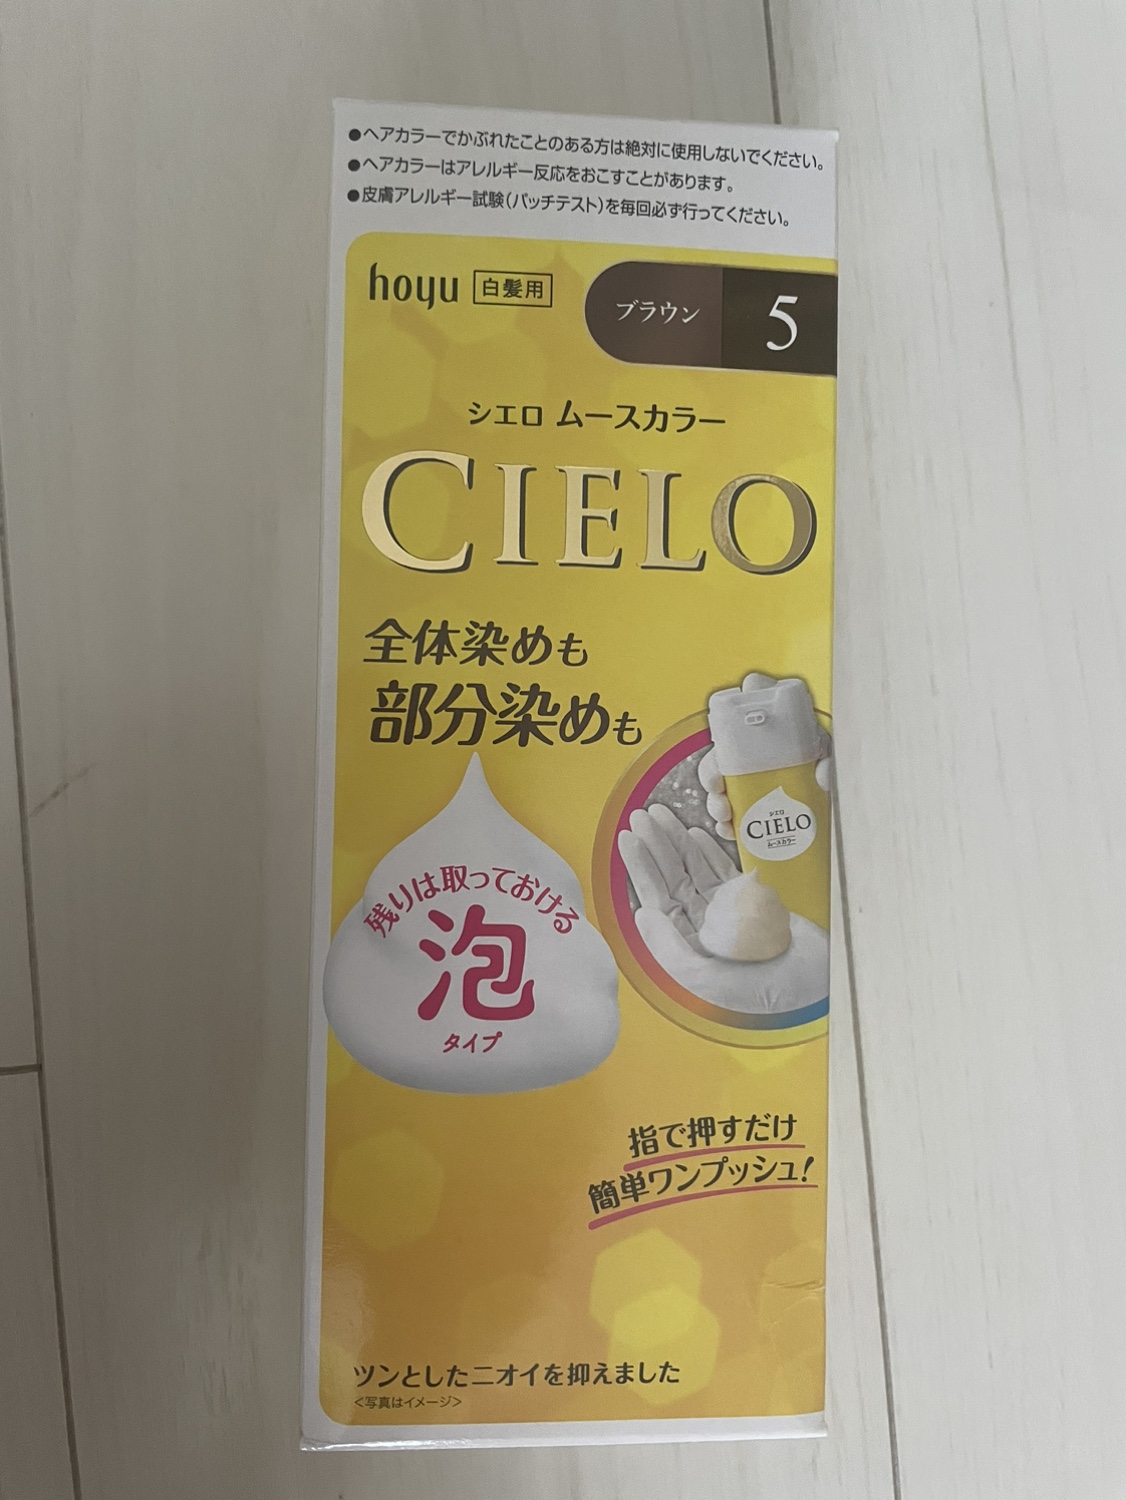 ●ヘアカラーでかぶれたことのある方は絶対に使用しないでください。
●ヘアカラーはアレルギー反応をおこすことがあります。
●皮膚アレルギー試験(パッチテスト)を毎回必ず行ってください。
hoyu 白髪用
ブラウン 5
シエロ ムースカラー
CIELO
全体染めも
部分染めも
シエロ
CIELO
ムースカラー
残りは取っておける
泡
タイプ
指で押すだけ
簡単ワンプッシュ!
ツンとしたニオイを抑えました
<写真はイメージ>